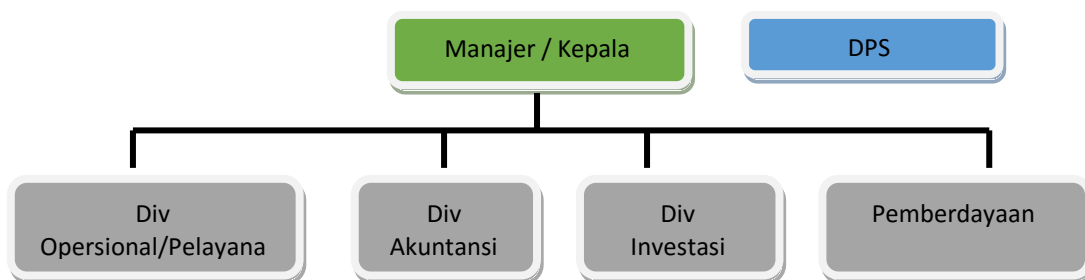 Manajer / Kepala
DPS
Div
Opersional/Pelayana
Div
Akuntansi
Div
Investasi
Pemberdayaan